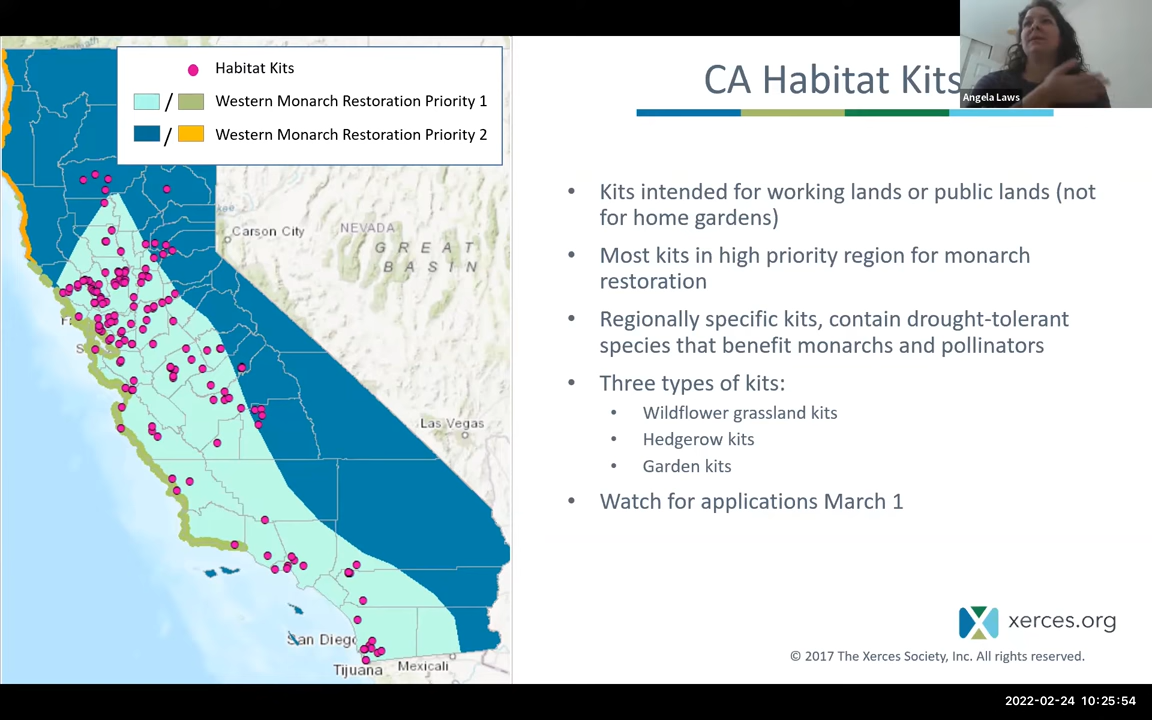 Habitat Kits
/ Western Monarch Restoration Priority 1
/ Western Monarch Restoration Priority 2
Carson City
NEVADA
GREAT
BASIN
Las Vegas
San Diego
Tijuana
Mexicali
CA Habitat Kits
Angela Laws
• Kits intended for working lands or public lands (not
for home gardens)
• Most kits in high priority region for monarch
restoration
• Regionally specific kits, contain drought-tolerant
species that benefit monarchs and pollinators
• Three types of kits:
• Wildflower grassland kits
• Hedgerow kits
• Garden kits
• Watch for applications March 1
xerces.org
© 2017 The Xerces Society, Inc. All rights reserved.
2022-02-24 10:25:54